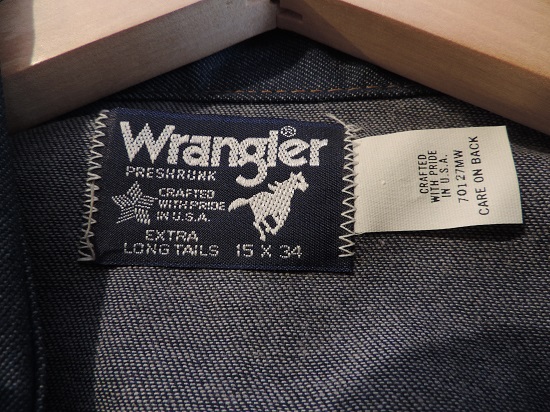 Wrangler®
PRESHRUNK
CRAFTED
WITH PRIDE
IN U.S.A.
EXTRA
LONG TAILS 15 X 34
CRAFTED
WITH PRIDE
IN U.S.A.
70127MW
CARE ON BACK